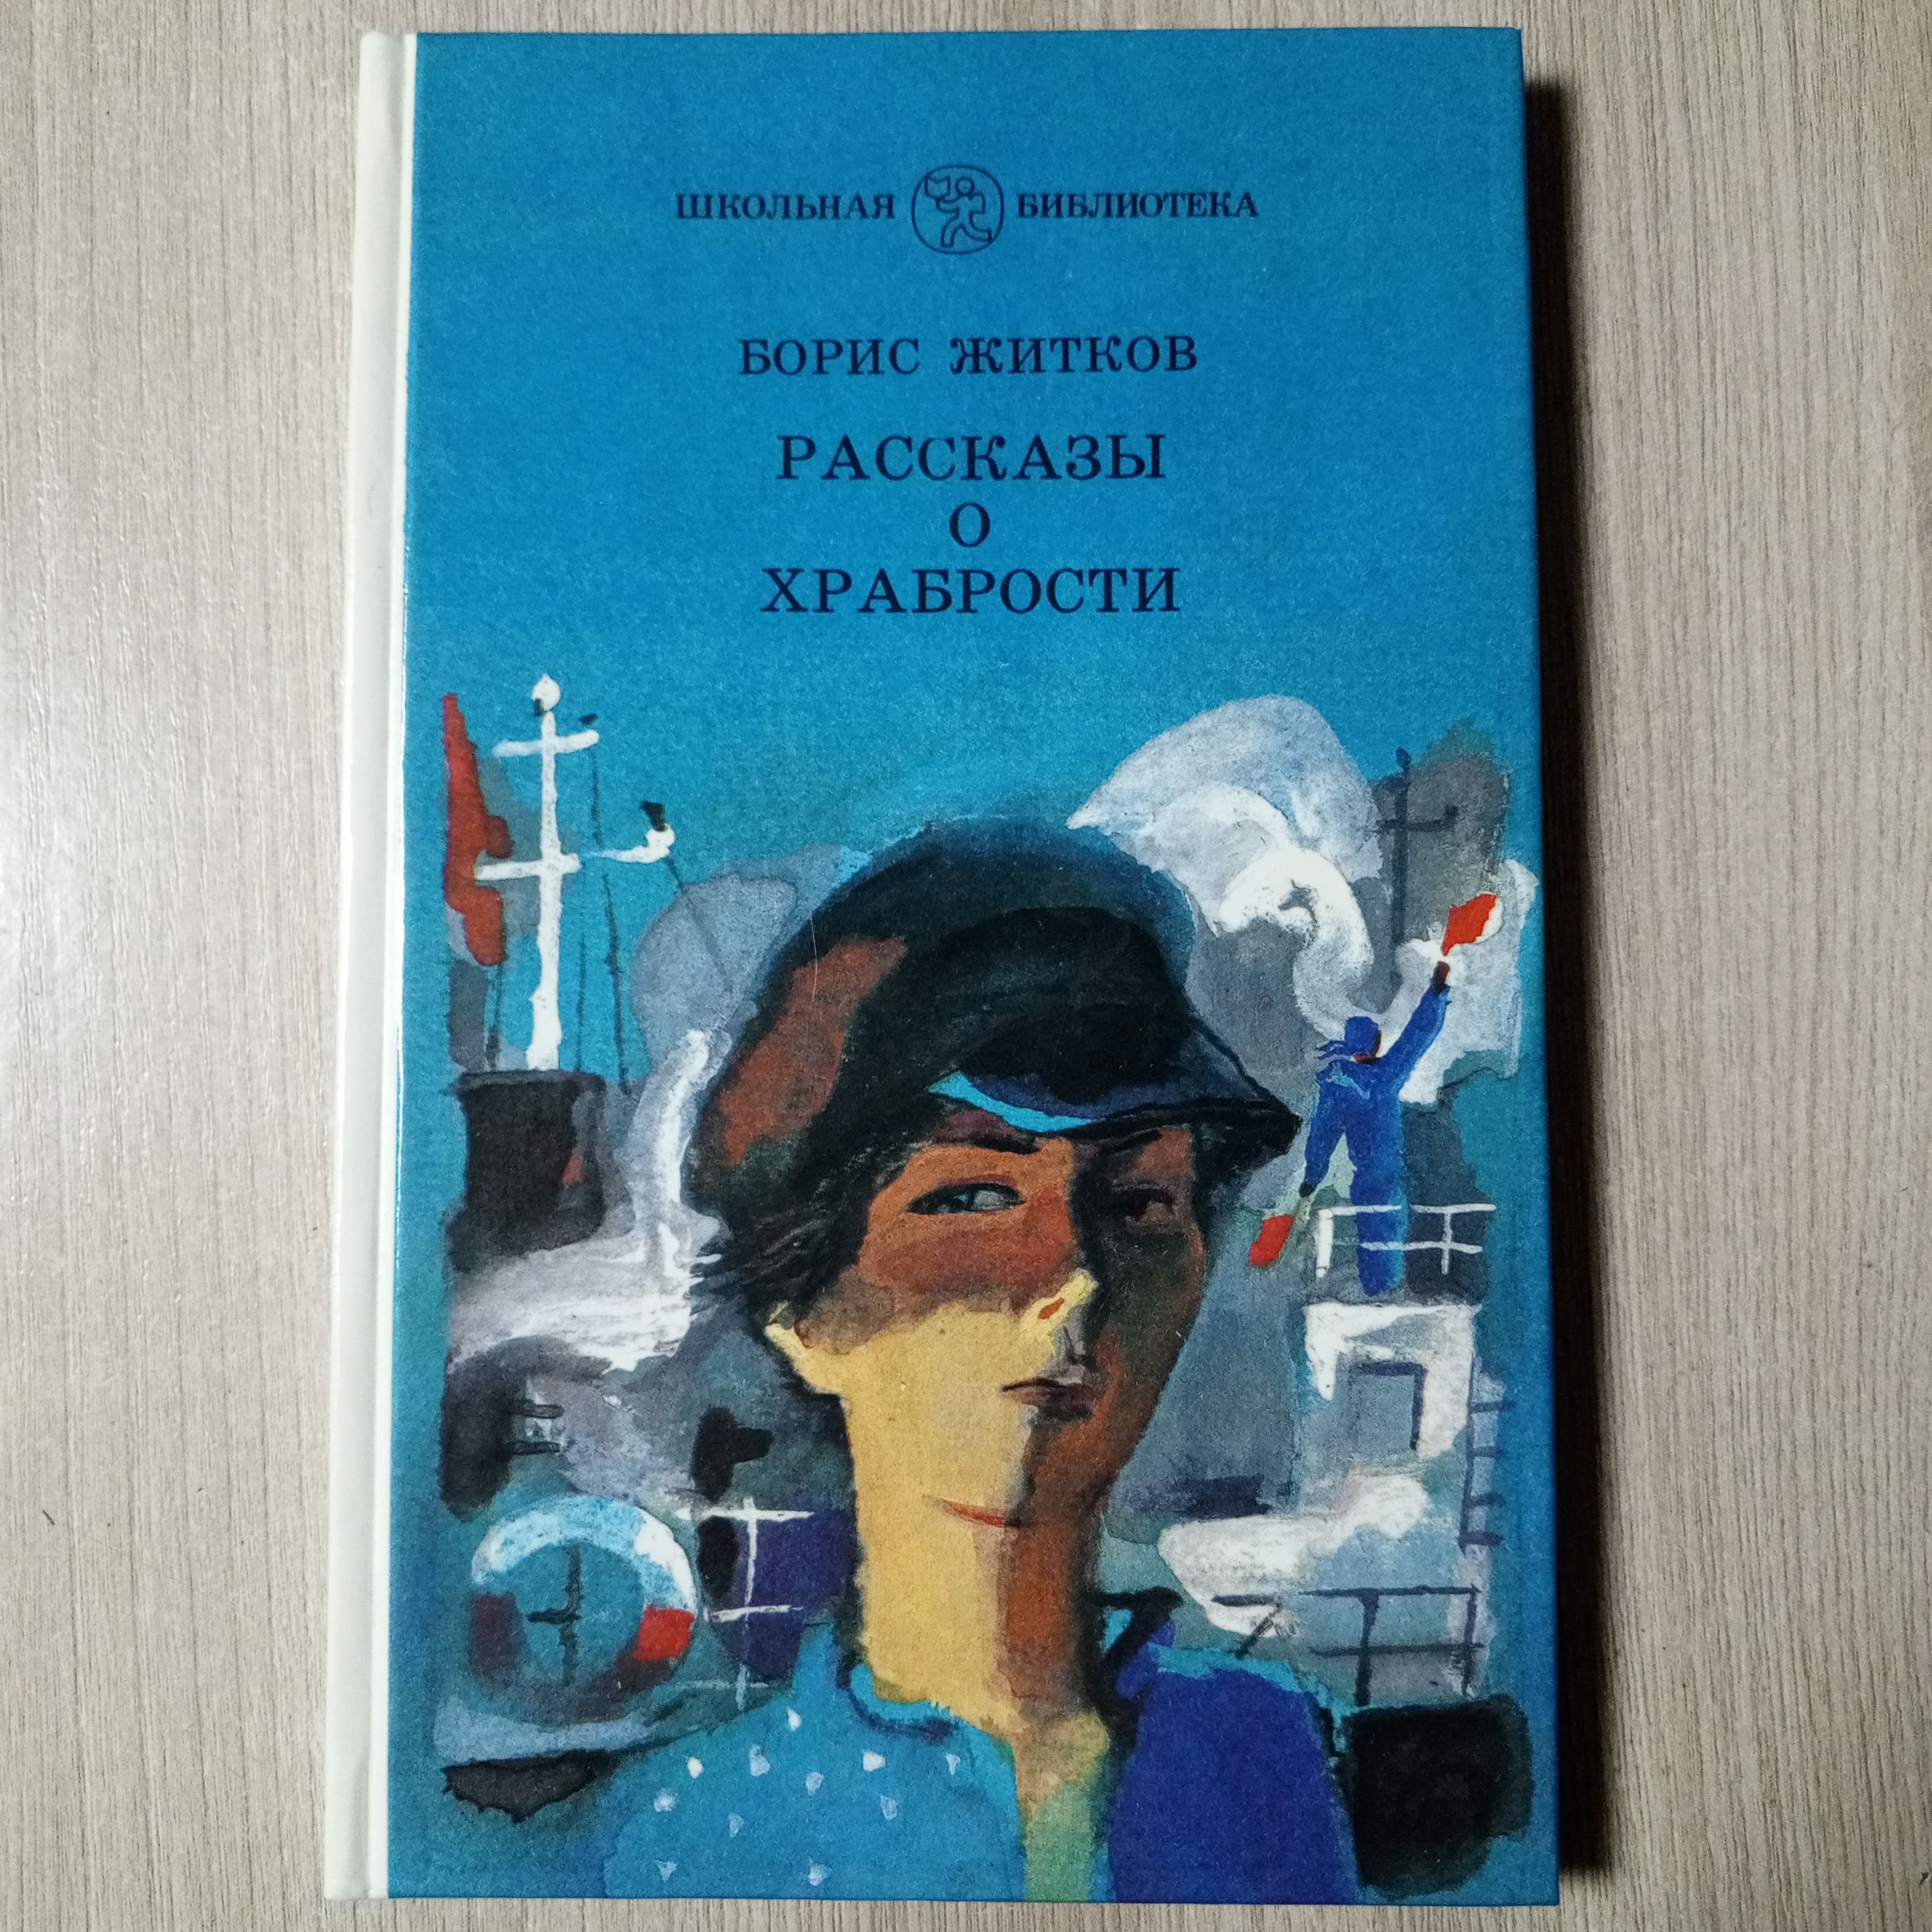 ШКОЛЬНАЯ БИБЛИОТЕКА
БОРИС ЖИТКОВ
РАССКАЗЫ
О
ХРАБРОСТИ